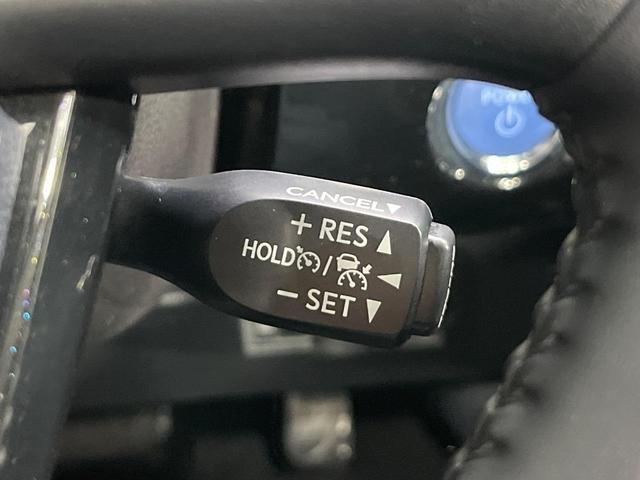 CANCEL▼
+ RES ▲
HOLD / ◀
− SET ▼
POWER